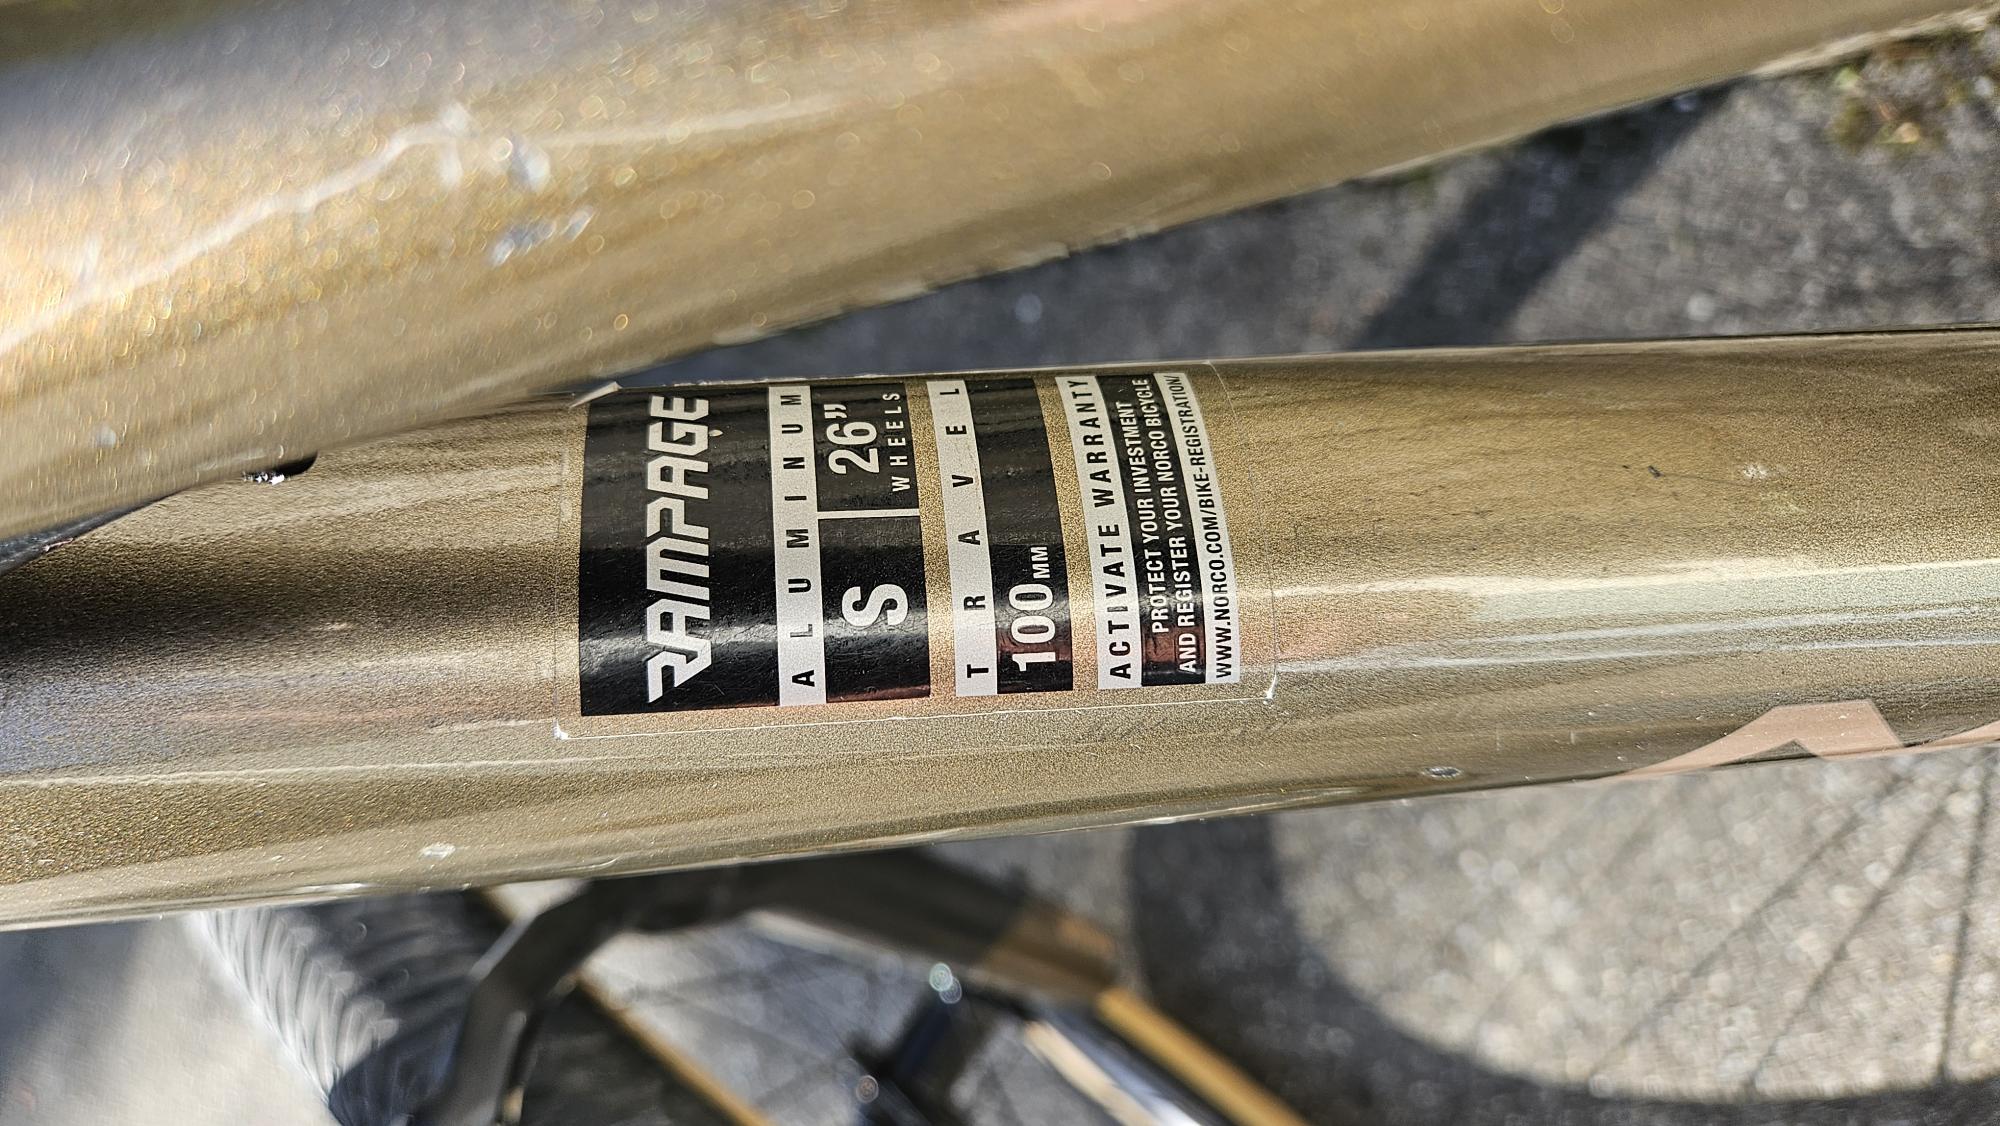 RAMPAGE
ALUMINUM
S 26” WHEELS
TRAVEL
100MM
ACTIVATE WARRANTY
PROTECT YOUR INVESTMENT
AND REGISTER YOUR NORCO BICYCLE
WWW.NORCO.COM/BIKE-REGISTRATION/